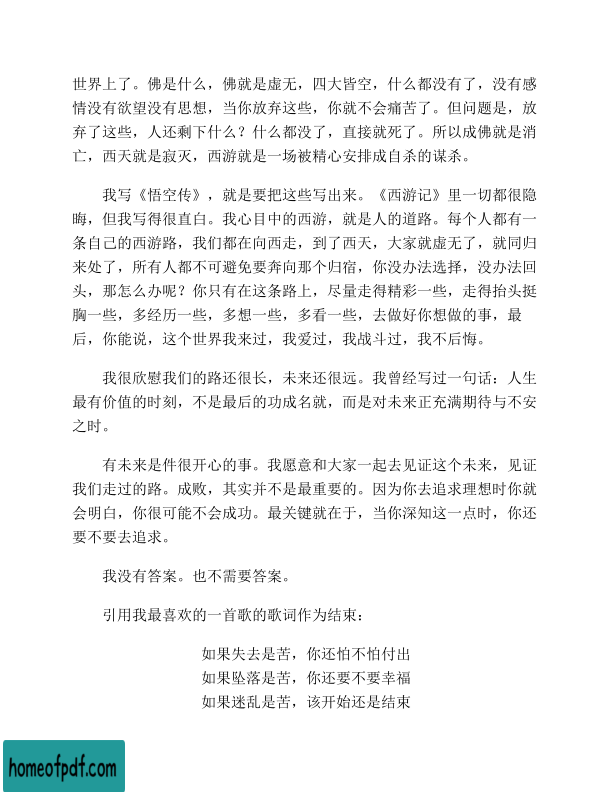 世界上了。佛是什么，佛就是虚无，四大皆空，什么都没有了，没有感
情没有欲望没有思想，当你放弃这些，你就不会痛苦了。但问题是，放
弃了这些，人还剩下什么？什么都没了，直接就死了。所以成佛就是消
亡，西天就是寂灭，西游就是一场被精心安排成自杀的谋杀。
我写《悟空传》，就是要把这些写出来。《西游记》里一切都很隐
晦，但我写得很直白。我心目中的西游，就是人的道路。每个人都有一
条自己的西游路，我们都在向西走，到了西天，大家就虚无了，就同归
来处了，所有人都不可避免要奔向那个归宿，你没办法选择，没办法回
头，那怎么办呢？你只有在这条路上，尽量走得精彩一些，走得抬头挺
胸一些，多经历一些，多想一些，多看一些，去做好你想做的事，最
后，你能说，这个世界我来过，我爱过，我战斗过，我不后悔。
我很欣慰我们的路还很长，未来还很远。我曾经写过一句话：人生
最有价值的时刻，不是最后的功成名就，而是对未来正充满期待与不安
之时。
有未来是件很开心的事。我愿意和大家一起去见证这个未来，见证
我们走过的路。成败，其实并不是最重要的。因为你去追求理想时你就
会明白，你很可能不会成功。最关键就在于，当你深知这一点时，你还
要不要去追求。
我没有答案。也不需要答案。
引用我最喜欢的一首歌的歌词作为结束：
如果失去是苦，你还怕不怕付出
如果坠落是苦，你还要不要幸福
如果迷乱是苦，该开始还是结束
homeofpdf.com